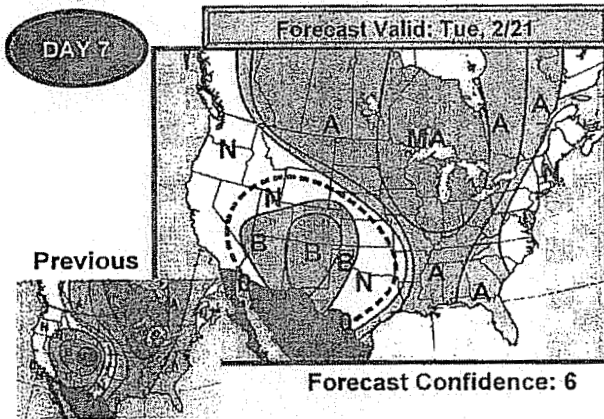 DAY 7
Forecast Valid: Tue, 2/21
A
A
A
MA
N
N
N
B
B
B
N
A
A
Previous
Forecast Confidence: 6